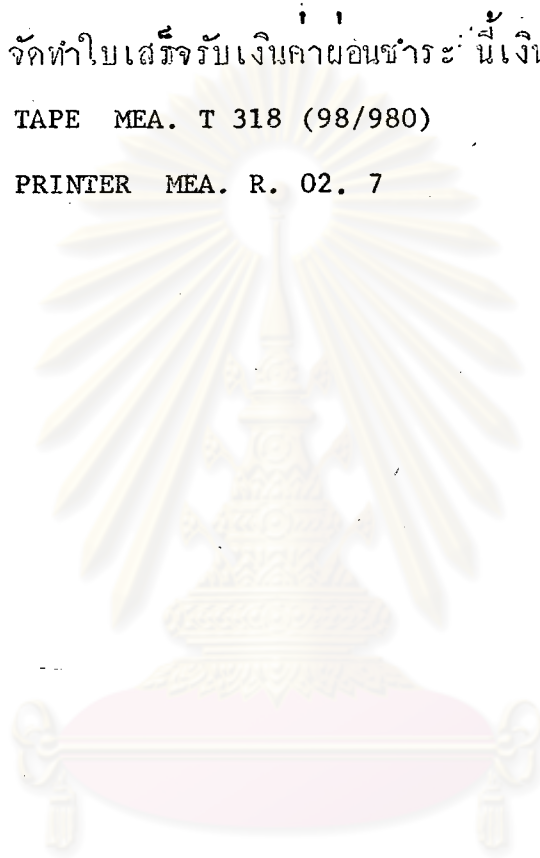 จัดทำใบเสร็จรับเงินค่าผ่อนชำระ นี้เงิน
TAPE MEA. T 318 (98/980)
PRINTER MEA. R. 02. 7